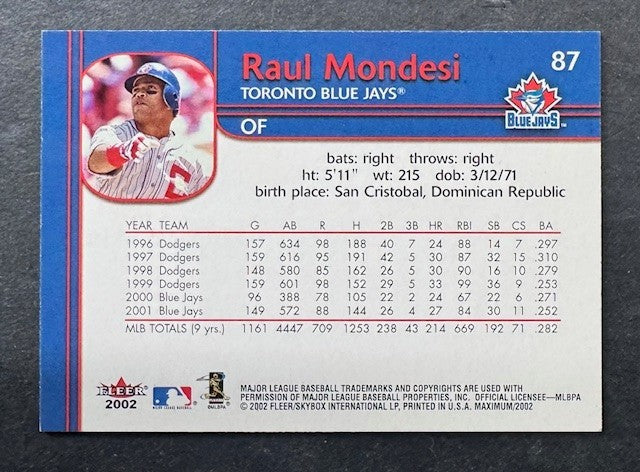 Raul Mondesi
87
TORONTO BLUE JAYS®
BLUE JAYS™
OF
bats: right throws: right
ht: 5'11" wt: 215 dob: 3/12/71
birth place: San Cristobal, Dominican Republic
YEAR TEAM G AB R H 2B 3B HR RBI SB CS BA
1996 Dodgers 157 634 98 188 40 7 24 88 14 7 .297
1997 Dodgers 159 616 95 191 42 5 30 87 32 15 .310
1998 Dodgers 148 580 85 162 26 5 30 90 16 10 .279
1999 Dodgers 159 601 98 152 29 5 33 99 36 9 .253
2000 Blue Jays 96 388 78 105 22 2 24 67 22 6 .271
2001 Blue Jays 149 572 88 144 26 4 27 84 30 11 .252
MLB TOTALS (9 yrs.) 1161 4447 709 1253 238 43 214 669 192 71 .282
FLEER
2002
MAJOR LEAGUE BASEBALL
©MLBPA
MAJOR LEAGUE BASEBALL TRADEMARKS AND COPYRIGHTS ARE USED WITH
PERMISSION OF MAJOR LEAGUE BASEBALL PROPERTIES, INC. OFFICIAL LICENSEE—MLBPA
© 2002 FLEER/SKYBOX INTERNATIONAL LP, PRINTED IN U.S.A. MAXIMUM/2002